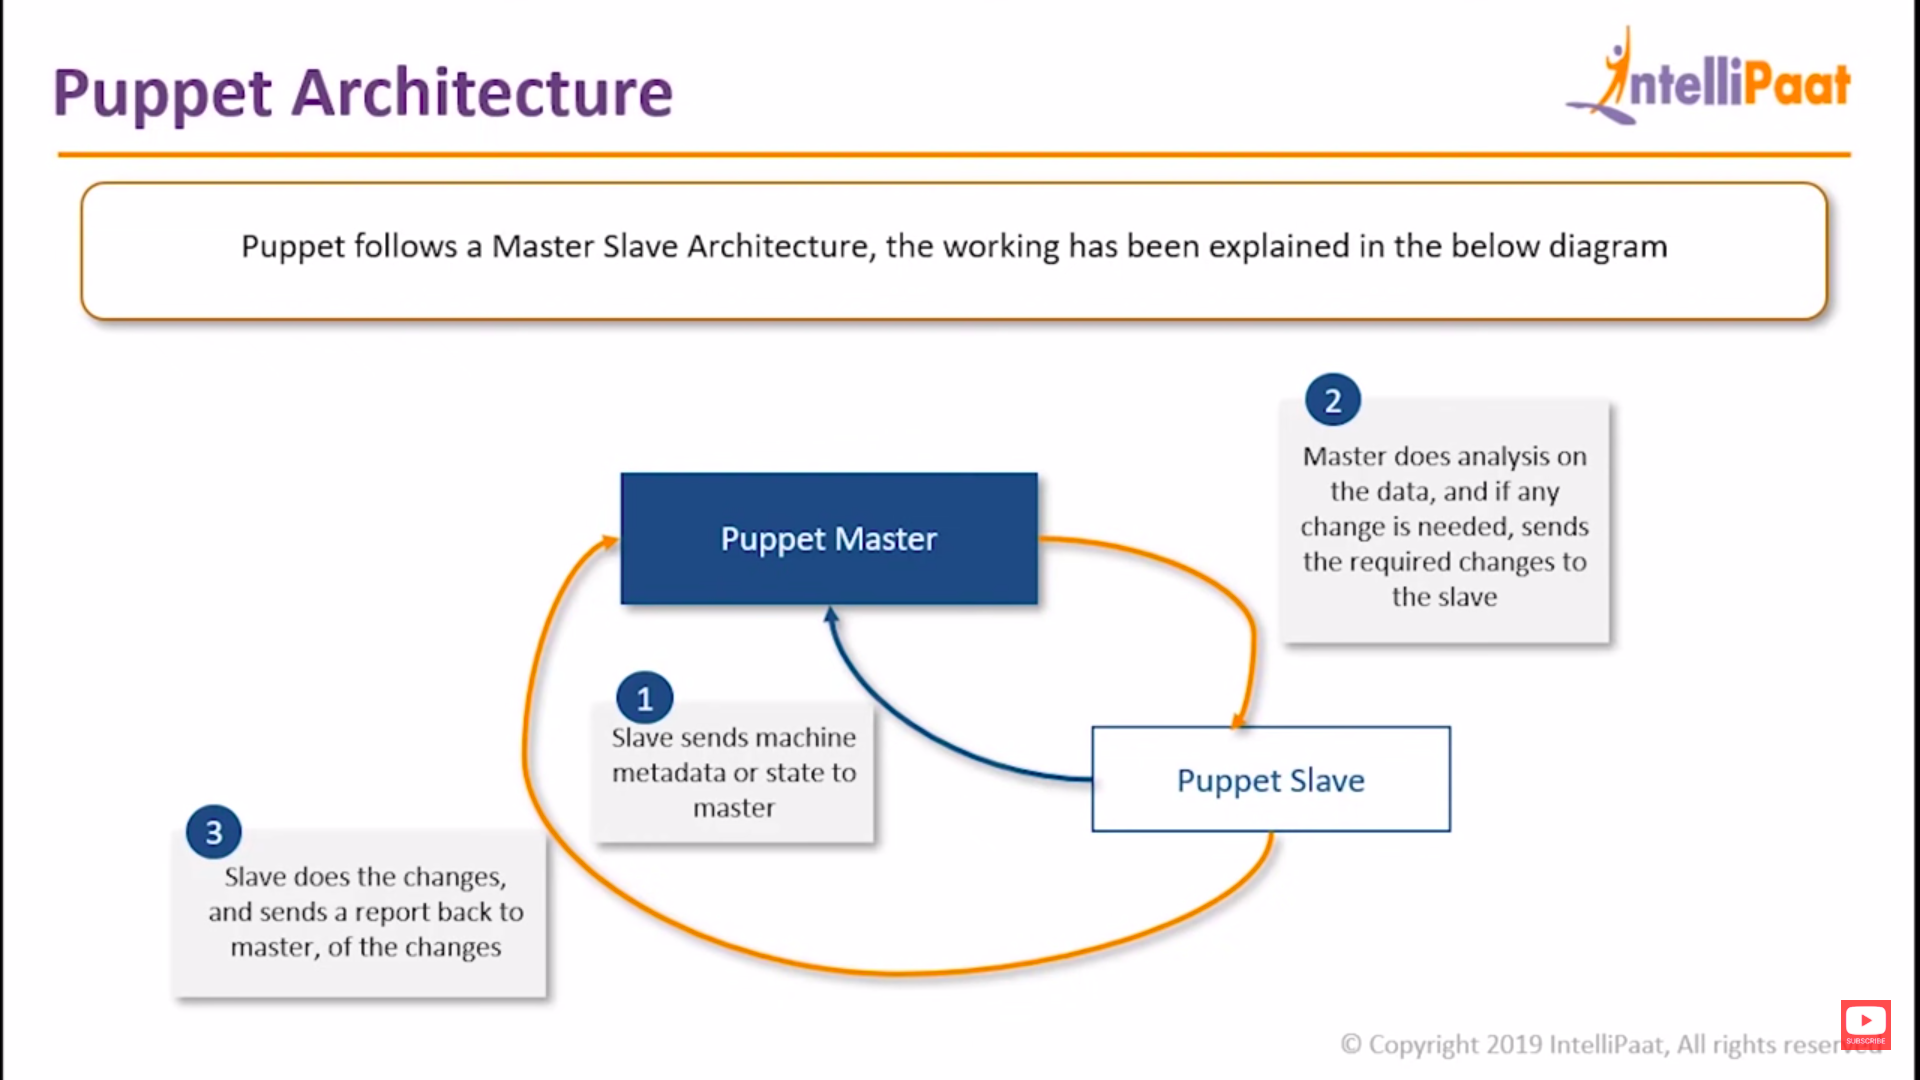 Puppet Architecture
IntelliPaat
Puppet follows a Master Slave Architecture, the working has been explained in the below diagram
2
Master does analysis on
the data, and if any
change is needed, sends
the required changes to
the slave
Puppet Master
1
Slave sends machine
metadata or state to
master
Puppet Slave
3
Slave does the changes,
and sends a report back to
master, of the changes
© Copyright 2019 IntelliPaat, All rights reserved
SUBSCRIBE